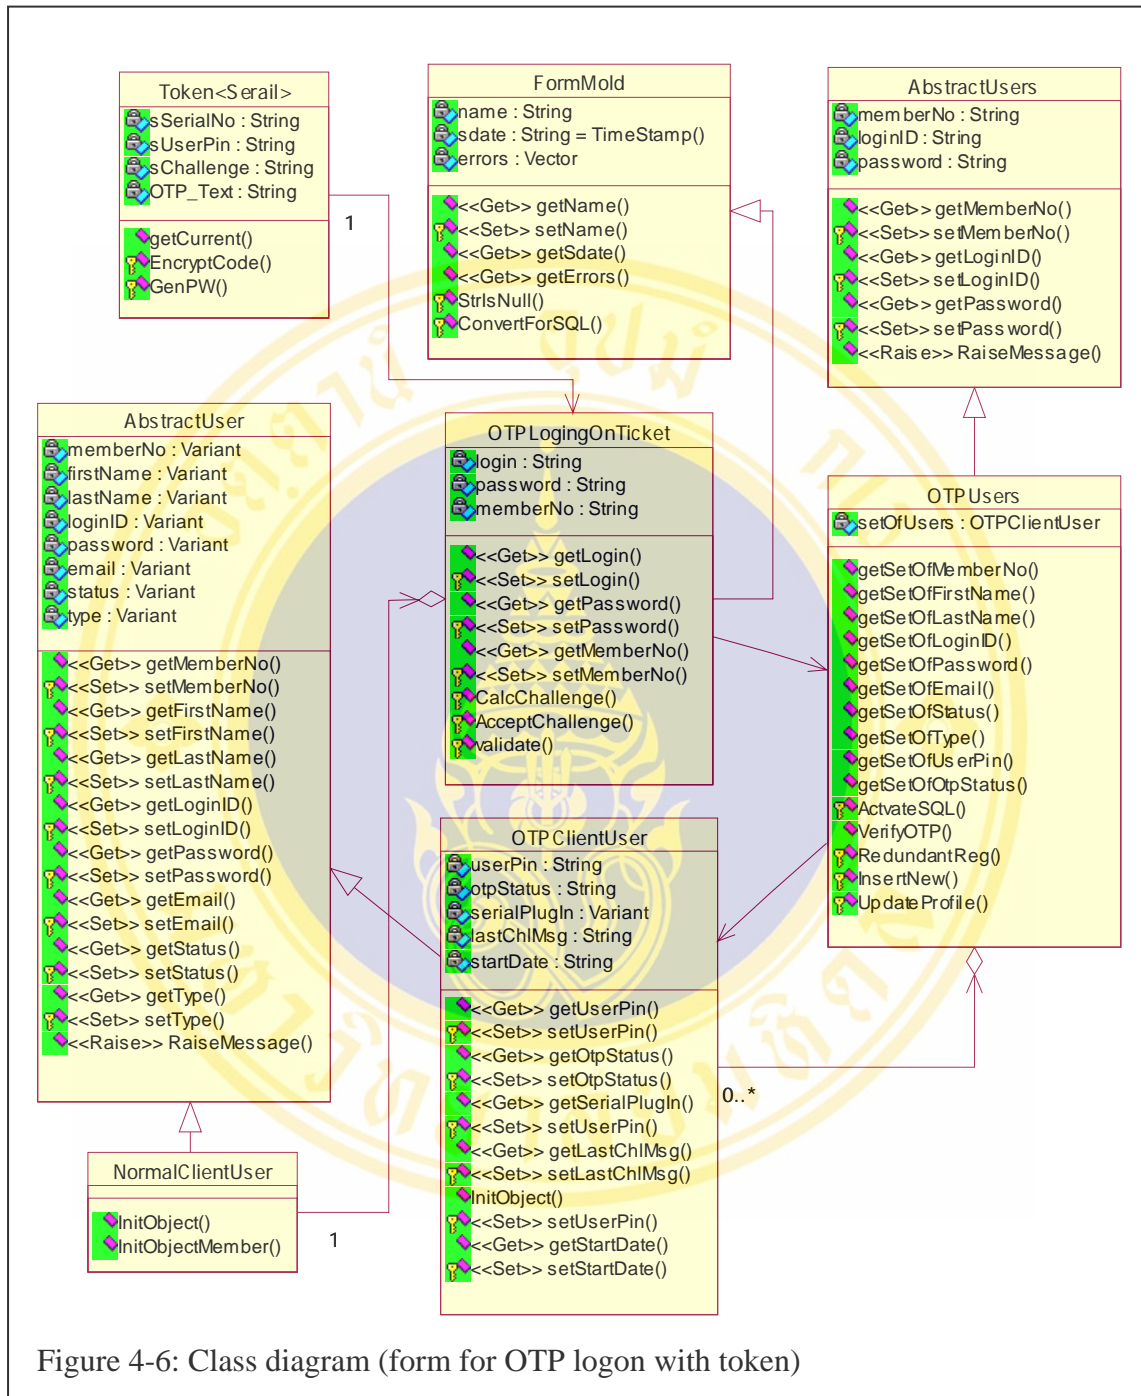 Token<Serail>
sSerialNo : String
sUserPin : String
sChallenge : String
OTP_Text : String
getCurrent()
EncryptCode()
GenPW()
1
FormMold
name : String
sdate : String = TimeStamp()
errors : Vector
<<Get>> getName()
<<Set>> setName()
<<Get>> getSdate()
<<Get>> getErrors()
StrIsNull()
ConvertForSQL()
AbstractUsers
memberNo : String
loginID : String
password : String
<<Get>> getMemberNo()
<<Set>> setMemberNo()
<<Get>> getLoginID()
<<Set>> setLoginID()
<<Get>> getPassword()
<<Set>> setPassword()
<<Raise>> RaiseMessage()
AbstractUser
memberNo : Variant
firstName : Variant
lastName : Variant
loginID : Variant
password : Variant
email : Variant
status : Variant
type : Variant
<<Get>> getMemberNo()
<<Set>> setMemberNo()
<<Get>> getFirstName()
<<Set>> setFirstName()
<<Get>> getLastName()
<<Set>> setLastName()
<<Get>> getLoginID()
<<Set>> setLoginID()
<<Get>> getPassword()
<<Set>> setPassword()
<<Get>> getEmail()
<<Set>> setEmail()
<<Get>> getStatus()
<<Set>> setStatus()
<<Get>> getType()
<<Set>> setType()
<<Raise>> RaiseMessage()
OTPLogingOnTicket
login : String
password : String
memberNo : String
<<Get>> getLogin()
<<Set>> setLogin()
<<Get>> getPassword()
<<Set>> setPassword()
<<Get>> getMemberNo()
<<Set>> setMemberNo()
CalcChallenge()
AcceptChallenge()
validate()
OTPUsers
setOfUsers : OTPClientUser
getSetOfMemberNo()
getSetOfFirstName()
getSetOfLastName()
getSetOfLoginID()
getSetOfPassword()
getSetOfEmail()
getSetOfStatus()
getSetOfType()
getSetOfUserPin()
getSetOfOtpStatus()
ActvateSQL()
VerifyOTP()
RedundantReg()
InsertNew()
UpdateProfile()
OTPClientUser
userPin : String
otpStatus : String
serialPlugIn : Variant
lastChlMsg : String
startDate : String
<<Get>> getUserPin()
<<Set>> setUserPin()
<<Get>> getOtpStatus()
<<Set>> setOtpStatus()
<<Get>> getSerialPlugIn()
<<Set>> setUserPin()
<<Get>> getLastChlMsg()
<<Set>> setLastChlMsg()
InitObject()
<<Set>> setUserPin()
<<Get>> getStartDate()
<<Set>> setStartDate()
0..*
NormalClientUser
InitObject()
InitObjectMember()
1
Figure 4-6: Class diagram (form for OTP logon with token)